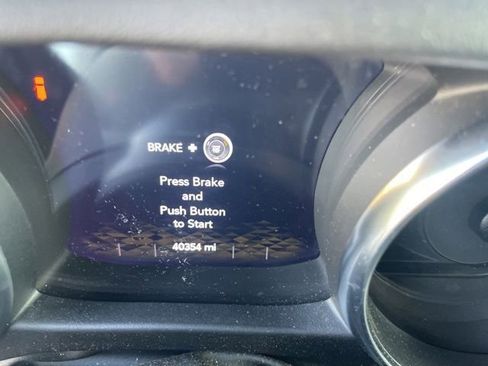 BRAKE +
Press Brake
and
Push Button
to Start
40354 mi